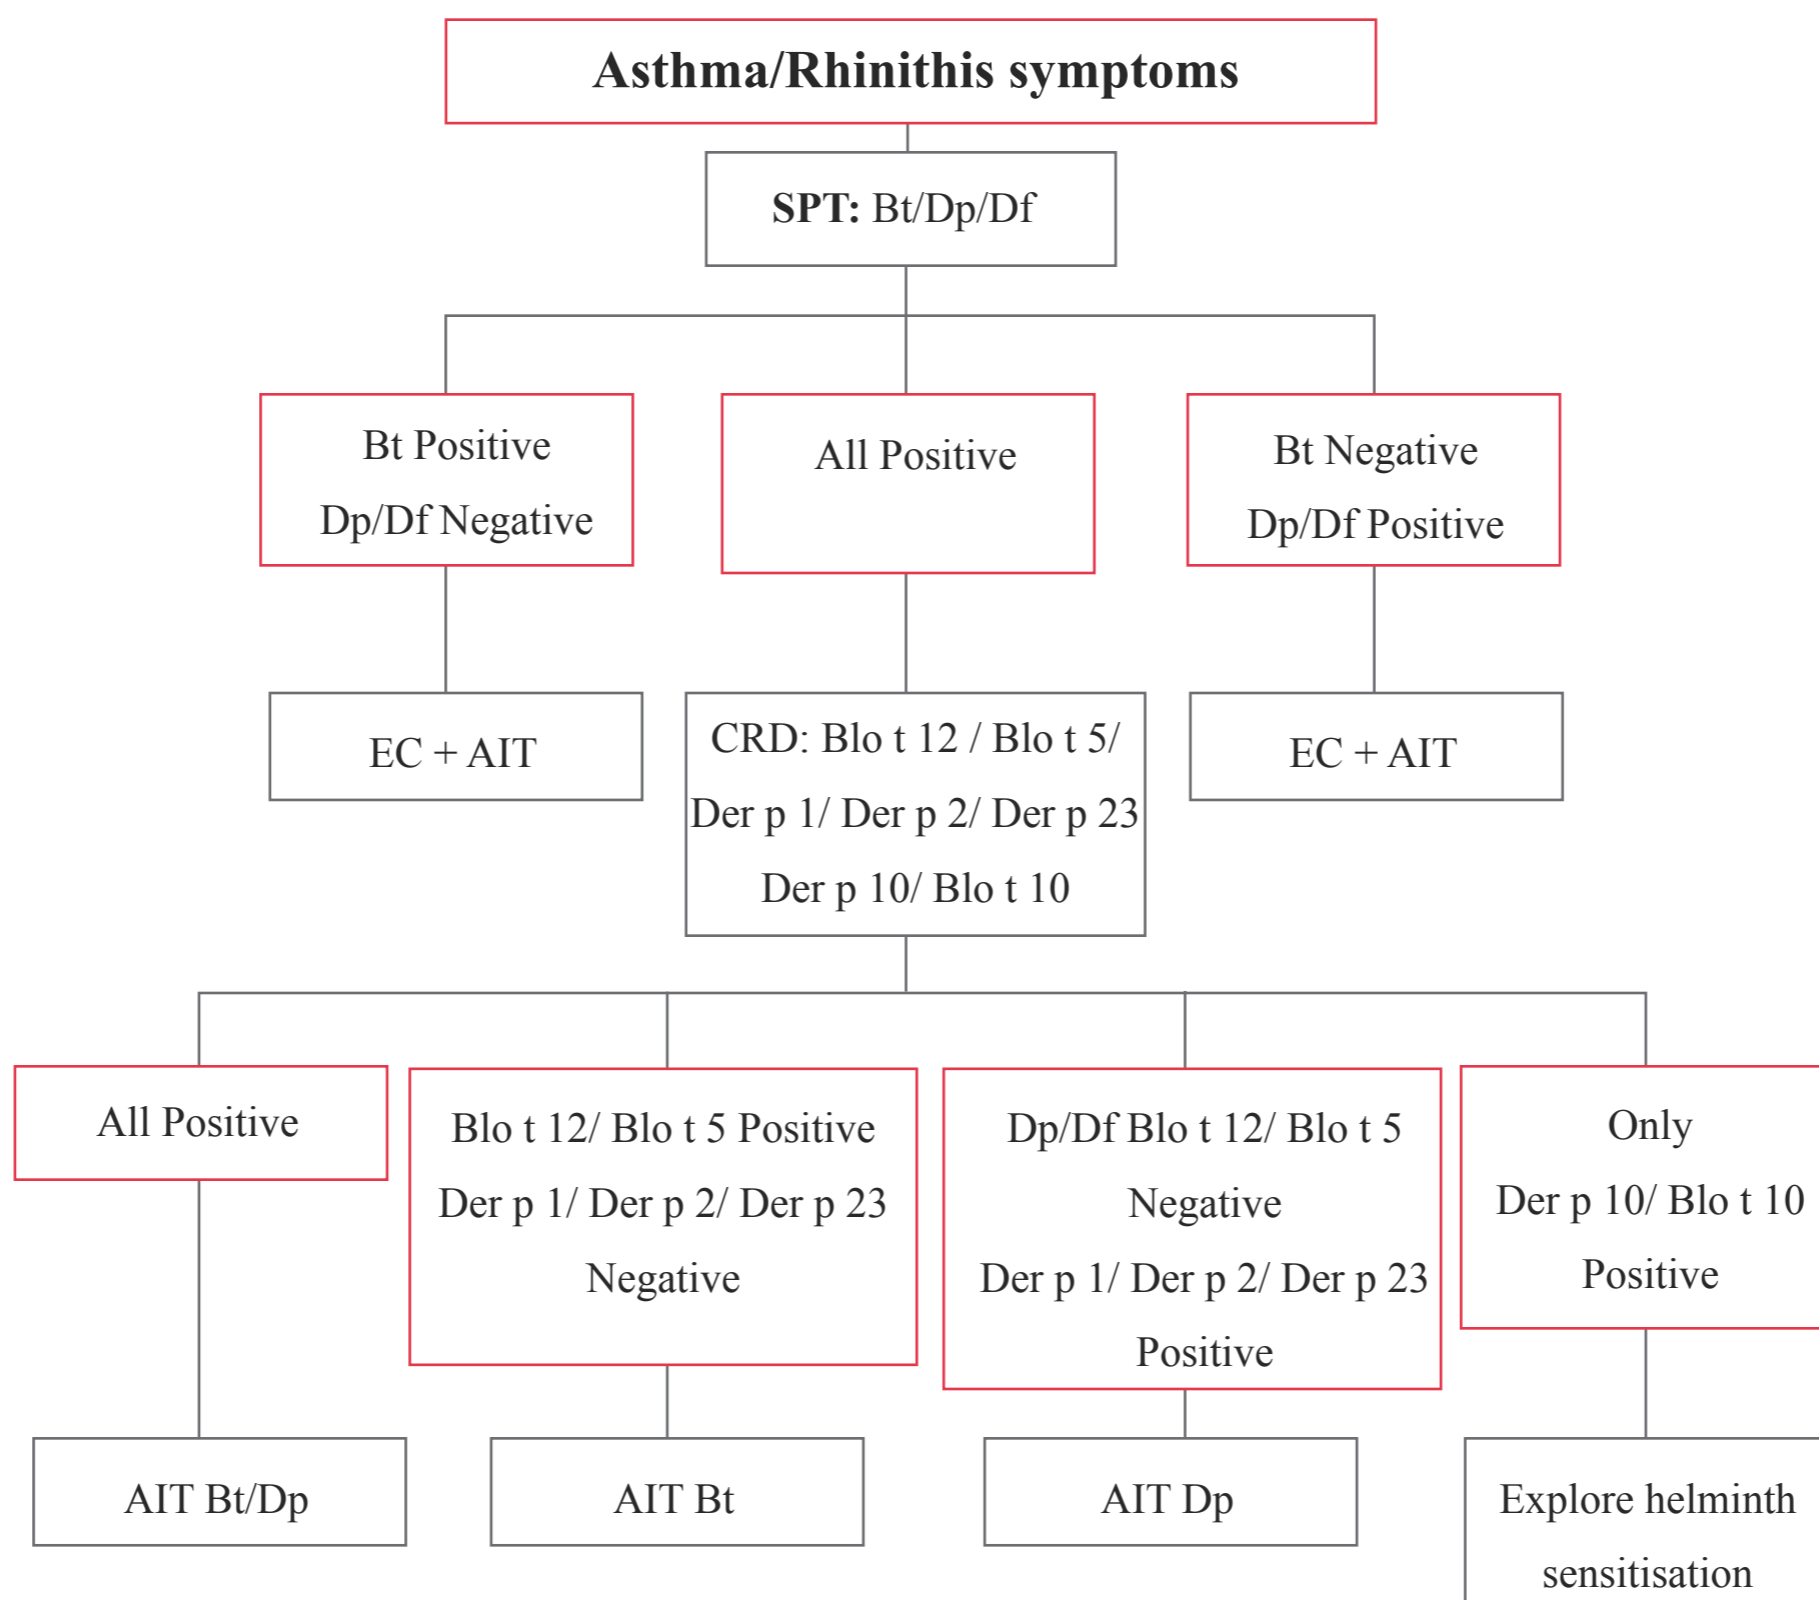 Asthma/Rhinithis symptoms
SPT: Bt/Dp/Df
Bt Positive
Dp/Df Negative
All Positive
Bt Negative
Dp/Df Positive
EC + AIT
CRD: Blo t 12 / Blo t 5/
Der p 1/ Der p 2/ Der p 23
Der p 10/ Blo t 10
EC + AIT
All Positive
Blo t 12/ Blo t 5 Positive
Der p 1/ Der p 2/ Der p 23
Negative
Dp/Df Blo t 12/ Blo t 5
Negative
Der p 1/ Der p 2/ Der p 23
Positive
Only
Der p 10/ Blo t 10
Positive
AIT Bt/Dp
AIT Bt
AIT Dp
Explore helminth
sensitisation